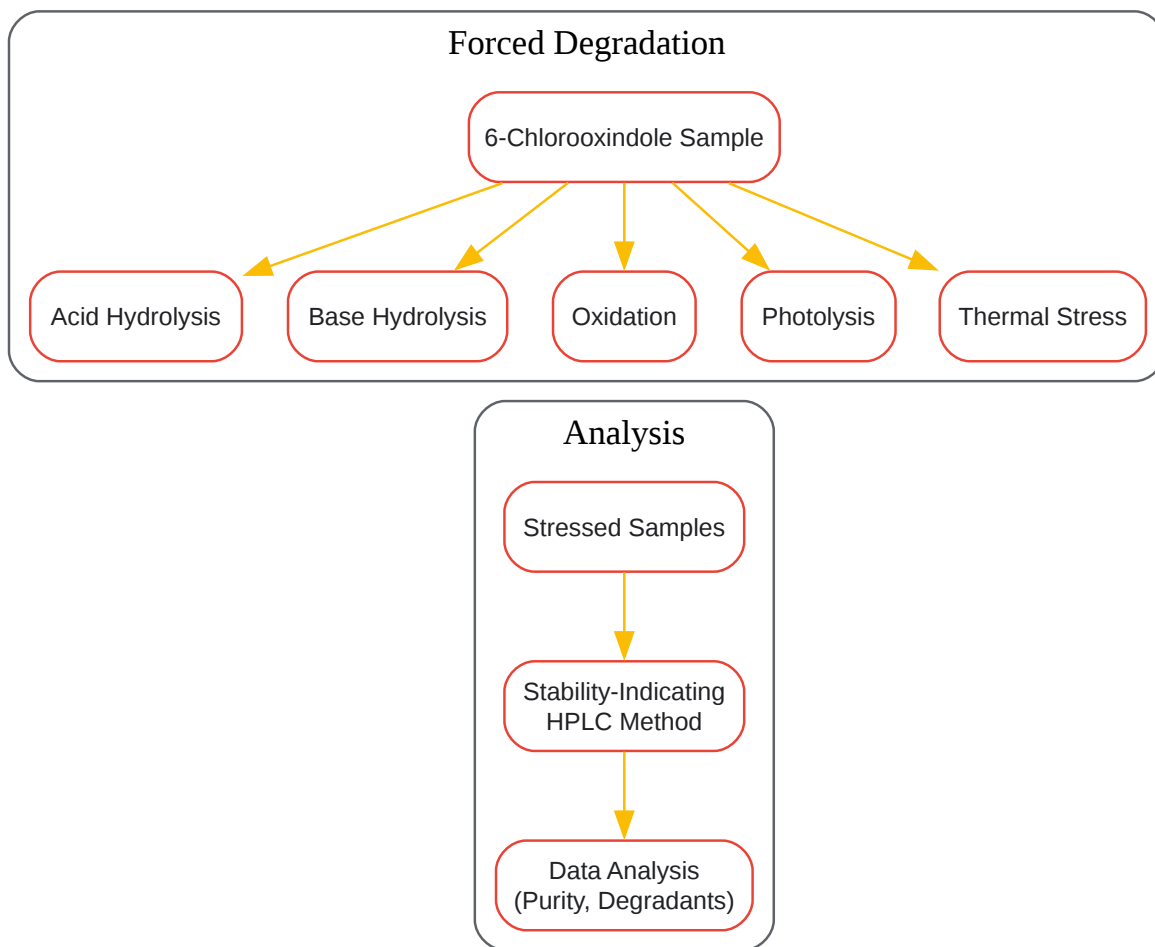 Forced Degradation
6-Chlorooxindole Sample
Acid Hydrolysis
Base Hydrolysis
Oxidation
Photolysis
Thermal Stress
Analysis
Stressed Samples
Stability-Indicating
HPLC Method
Data Analysis
(Purity, Degradants)